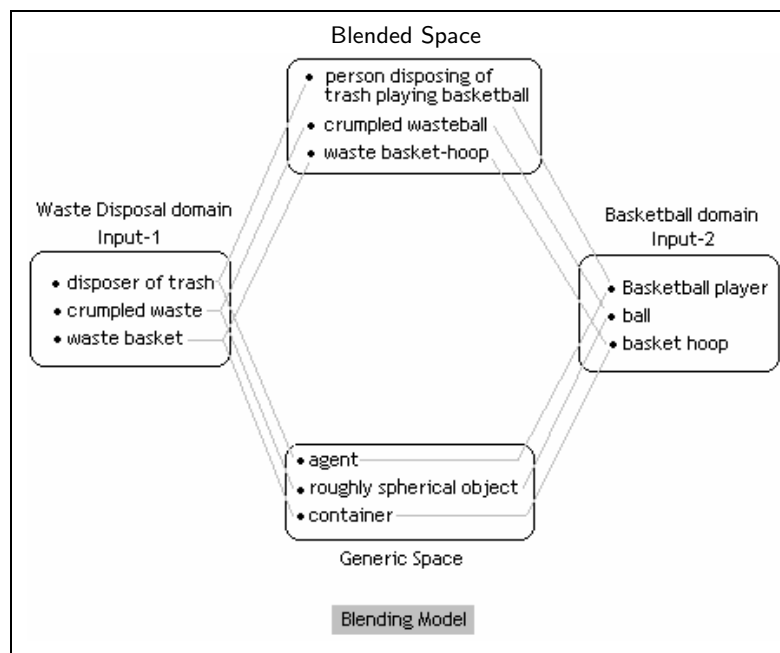 Blended Space
• person disposing of
trash playing basketball
• crumpled wasteball
• waste basket-hoop
Waste Disposal domain
Input-1
• disposer of trash
• crumpled waste
• waste basket
Basketball domain
Input-2
• Basketball player
• ball
• basket hoop
• agent
• roughly spherical object
• container
Generic Space
Blending Model